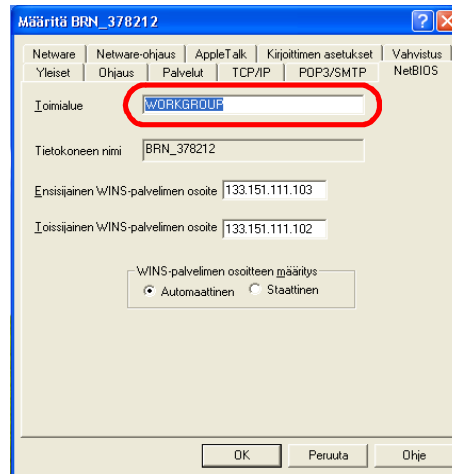 Määritä BRN_378212
Netware Netware-ohjaus AppleTalk Kirjoittimen asetukset Vahvistus
Yleiset Ohjaus Palvelut TCP/IP POP3/SMTP NetBIOS
Toimialue WORKGROUP
Tietokoneen nimi BRN_378212
Ensisijainen WINS-palvelimen osoite 133.151.111.103
Toissijainen WINS-palvelimen osoite 133.151.111.102
WINS-palvelimen osoitteen määritys
Automaattinen Staattinen
OK Peruuta Ohje